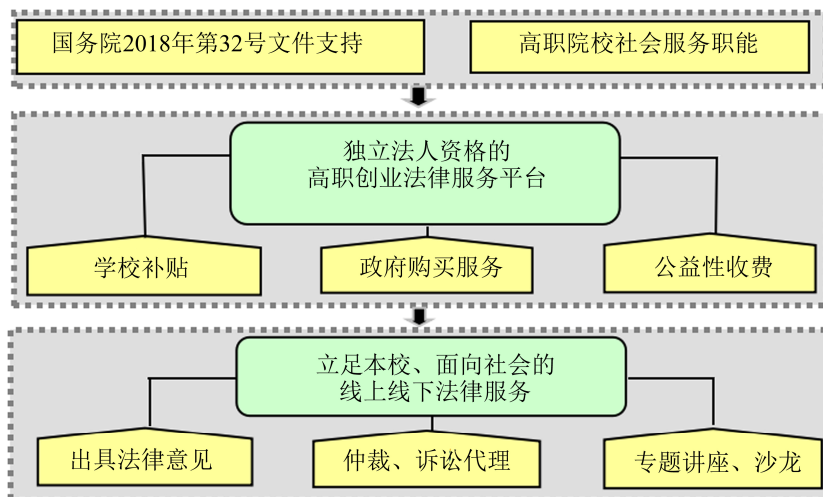 国务院2018年第32号文件支持
高职院校社会服务职能
独立法人资格的
高职创业法律服务平台
学校补贴
政府购买服务
公益性收费
立足本校、面向社会的
线上线下法律服务
出具法律意见
仲裁、诉讼代理
专题讲座、沙龙